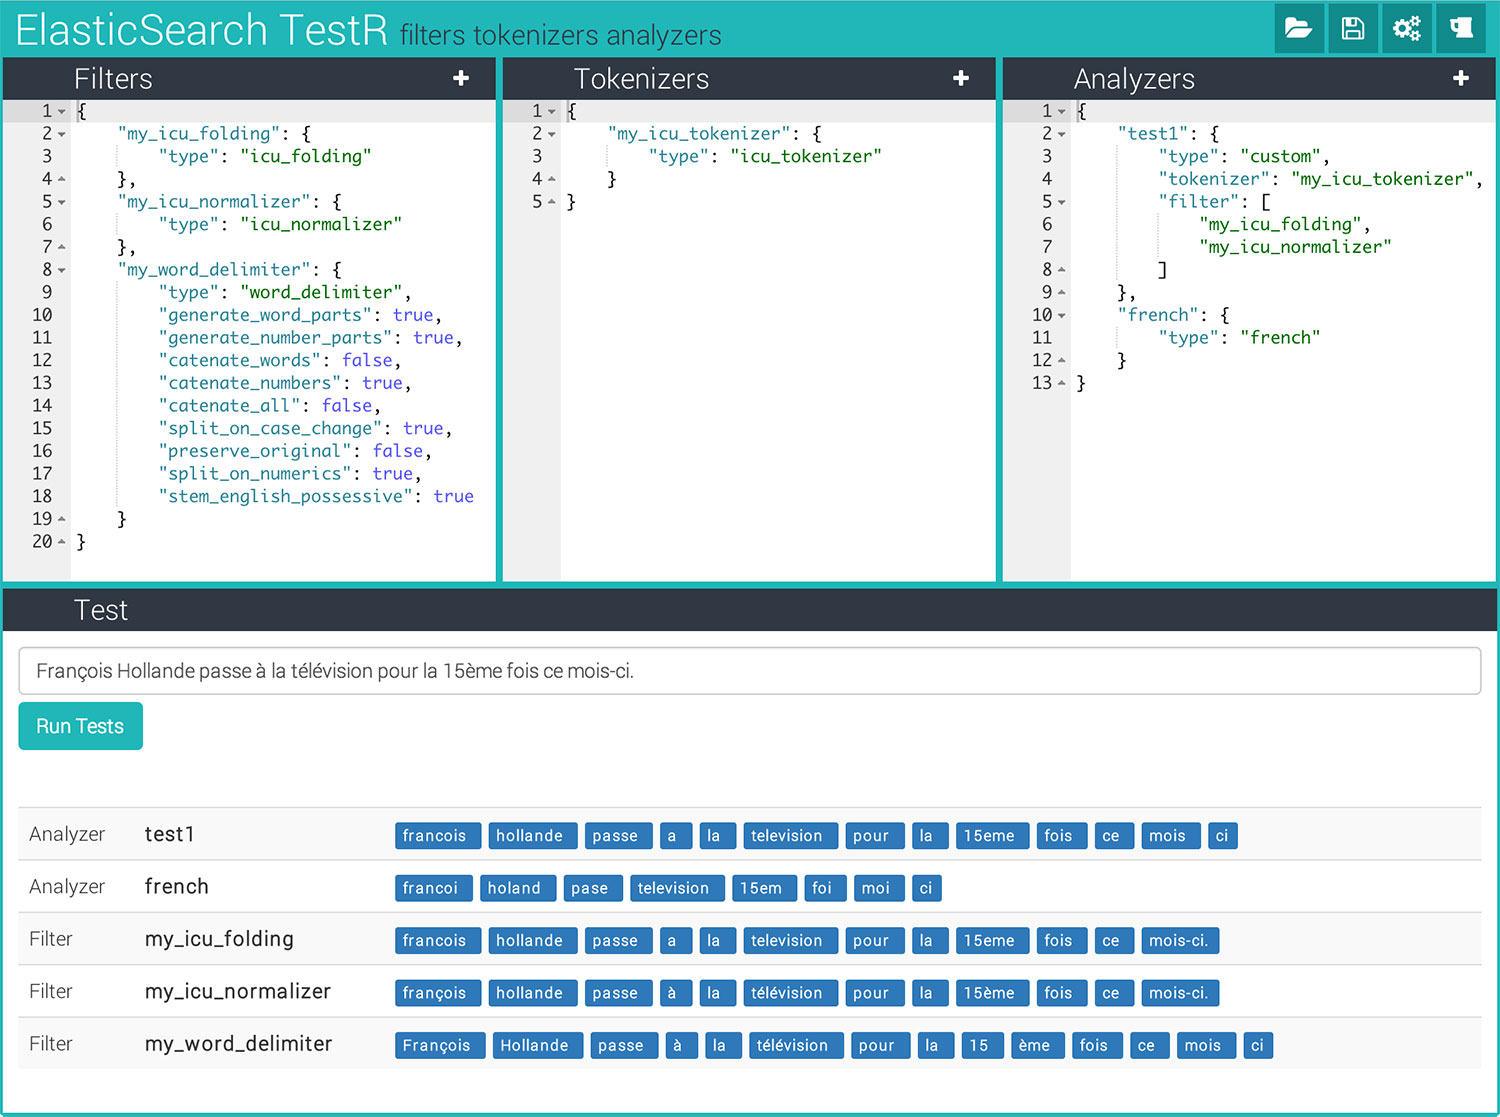 ElasticSearch TestR filters tokenizers analyzers
Filters
1 {
2 "my_icu_folding": {
3 "type": "icu_folding"
4 },
5 "my_icu_normalizer": {
6 "type": "icu_normalizer"
7 },
8 "my_word_delimiter": {
9 "type": "word_delimiter",
10 "generate_word_parts": true,
11 "generate_number_parts": true,
12 "catenate_words": false,
13 "catenate_numbers": true,
14 "catenate_all": false,
15 "split_on_case_change": true,
16 "preserve_original": false,
17 "split_on_numerics": true,
18 "stem_english_possessive": true
19 }
20 }
Tokenizers
1 {
2 "my_icu_tokenizer": {
3 "type": "icu_tokenizer"
4 }
5 }
Analyzers
1 {
2 "test1": {
3 "type": "custom",
4 "tokenizer": "my_icu_tokenizer",
5 "filter": [
6 "my_icu_folding",
7 "my_icu_normalizer"
8 ]
9 },
10 "french": {
11 "type": "french"
12 }
13 }
Test
François Hollande passe à la télévision pour la 15ème fois ce mois-ci.
Run Tests
Analyzer test1 francois hollande passe a la television pour la 15eme fois ce mois ci
Analyzer french francoi holand pase television 15em foi moi ci
Filter my_icu_folding francois hollande passe a la television pour la 15eme fois ce mois-ci.
Filter my_icu_normalizer françois hollande passe à la télévision pour la 15ème fois ce mois-ci.
Filter my_word_delimiter François Hollande passe à la télévision pour la 15 ème fois ce mois ci